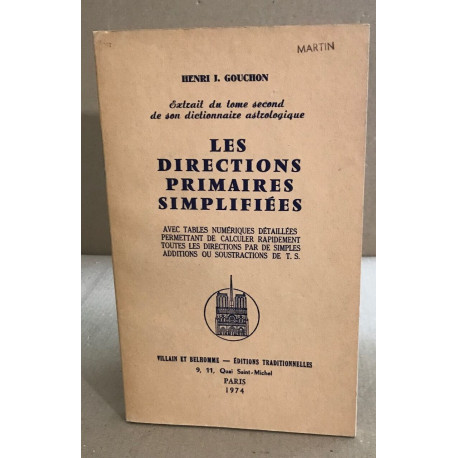 MARTIN
HENRI J. GOUCHON
Extrait du tome second
de son dictionnaire astrologique
LES
DIRECTIONS
PRIMAIRES
SIMPLIFIÉES
AVEC TABLES NUMÉRIQUES DÉTAILLÉES
PERMETTANT DE CALCULER RAPIDEMENT
TOUTES LES DIRECTIONS PAR DE SIMPLES
ADDITIONS OU SOUSTRACTIONS DE T. S.
VILLAIN ET BELHOMME — ÉDITIONS TRADITIONNELLES
9, 11, Quai Saint-Michel
PARIS
1974